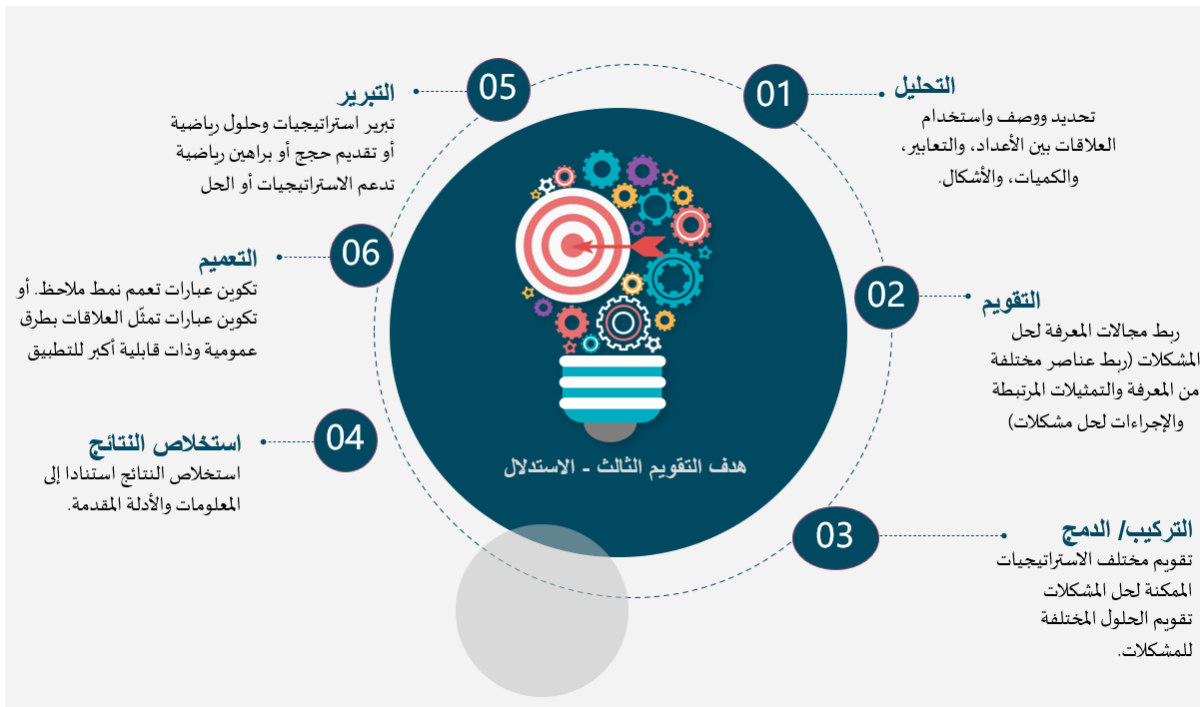 01
التحليل
تحديد ووصف واستخدام
العلاقات بين الأعداد، والتعابير،
والكميات، والأشكال.
02
التقويم
ربط مجالات المعرفة لحل
المشكلات (ربط عناصر مختلفة
من المعرفة والتمثيلات المرتبطة
والإجراءات لحل مشكلات)
03
التركيب/ الدمج
تقويم مختلف الاستراتيجيات
الممكنة لحل المشكلات
تقويم الحلول المختلفة
للمشكلات.
04
استخلاص النتائج
استخلاص النتائج استنادا إلى
المعلومات والأدلة المقدمة.
05
التبرير
تبرير استراتيجيات وحلول رياضية
أو تقديم حجج أو براهين رياضية
تدعم الاستراتيجيات أو الحل
06
التعميم
تكوين عبارات تعمم نمط ملاحظ. أو
تكوين عبارات تمثّل العلاقات بطرق
عمومية وذات قابلية أكبر للتطبيق
هدف التقويم الثالث - الاستدلال